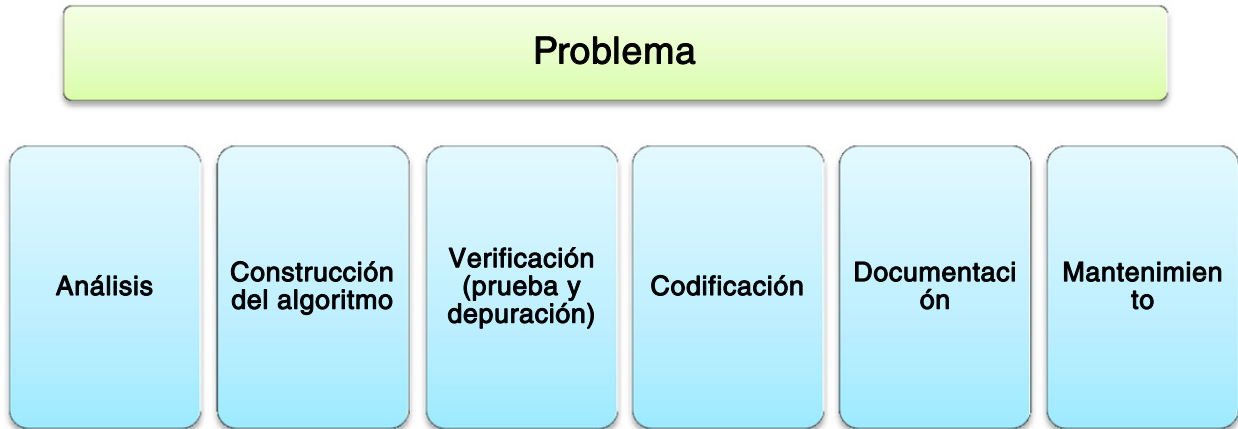 Problema
Análisis
Construcción
del algoritmo
Verificación
(prueba y
depuración)
Codificación
Documentaci
ón
Mantenimien
to